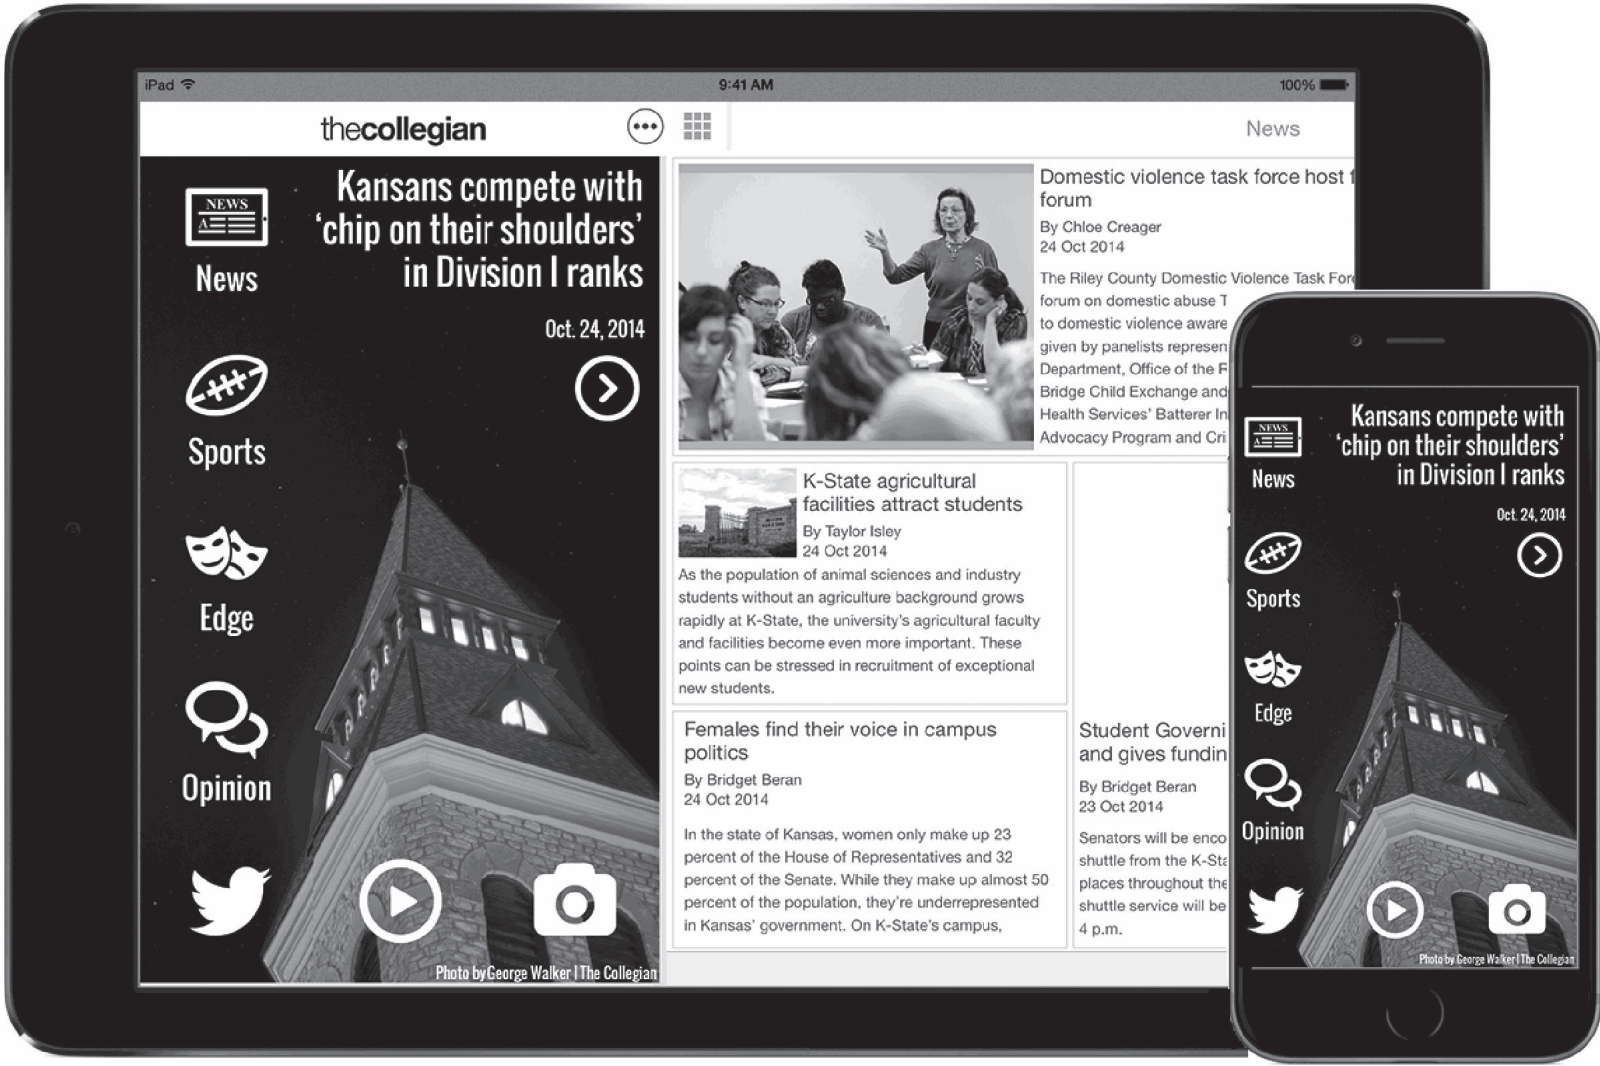 iPad
9:41 AM
100%
thecollegian
News
NEWS
News
Sports
Edge
Opinion
Kansans compete with
‘chip on their shoulders’
in Division I ranks
Oct. 24, 2014
Photo by George Walker | The Collegian
Domestic violence task force host
forum
By Chloe Creager
24 Oct 2014
The Riley County Domestic Violence Task
forum on domestic abuse
to domestic violence
given by panelists
Department, Office of the
Bridge Child Exchange and
Health Services’ Batterer
Advocacy Program and
K-State agricultural
facilities attract students
By Taylor Isley
24 Oct 2014
As the population of animal sciences and industry
students without an agriculture background grows
rapidly at K-State, the university’s agricultural faculty
and facilities become even more important. These
points can be stressed in recruitment of exceptional
new students.
Females find their voice in campus
politics
By Bridget Beran
24 Oct 2014
In the state of Kansas, women only make up 23
percent of the House of Representatives and 32
percent of the Senate. While they make up almost 50
percent of the population, they’re underrepresented
in Kansas’ government. On K-State’s campus,
Student
and gives
By Bridget Beran
23 Oct 2014
Senators will be
shuttle from the
places throughout the
shuttle service will be
4 p.m.
NEWS
News
Sports
Edge
Opinion
Kansans compete with
‘chip on their shoulders’
in Division I ranks
Oct. 24, 2014
Photo by George Walker | The Collegian